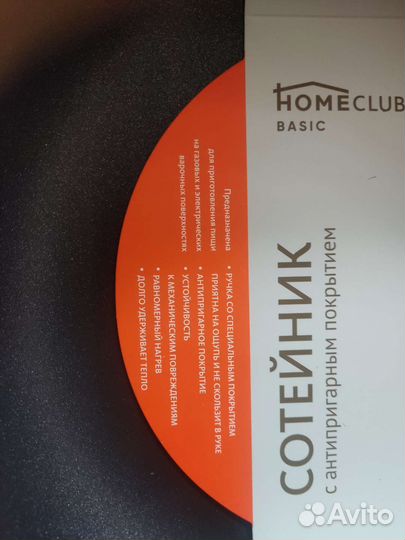 HOMECLUB
BASIC
СОТЕЙНИК
с антипригарным покрытием
Предназначена
для приготовления пищи
на газовых и электрических
варочных поверхностях
• РУЧКА СО СПЕЦИАЛЬНЫМ ПОКРЫТИЕМ
ПРИЯТНА НА ОЩУПЬ И НЕ СКОЛЬЗИТ В РУКЕ
• АНТИПРИГАРНОЕ ПОКРЫТИЕ
• УСТОЙЧИВОСТЬ
К МЕХАНИЧЕСКИМ ПОВРЕЖДЕНИЯМ
• РАВНОМЕРНЫЙ НАГРЕВ
• ДОЛГО УДЕРЖИВАЕТ ТЕПЛО
Avito